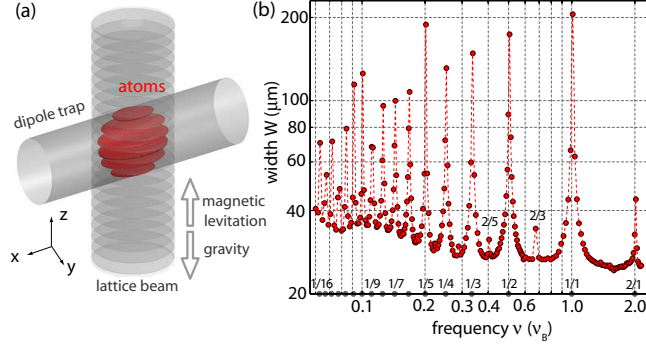 (a)
atoms
dipole trap
magnetic
levitation
gravity
z
x
y
lattice beam
(b)
width W (μm)
200
100
80
60
40
20
2/5
2/3
1/16
1/9
1/7
1/5
1/4
1/3
1/2
1/1
2/1
0.1
0.2
0.4
0.6
1.0
2.0
frequency ν (ν_B)